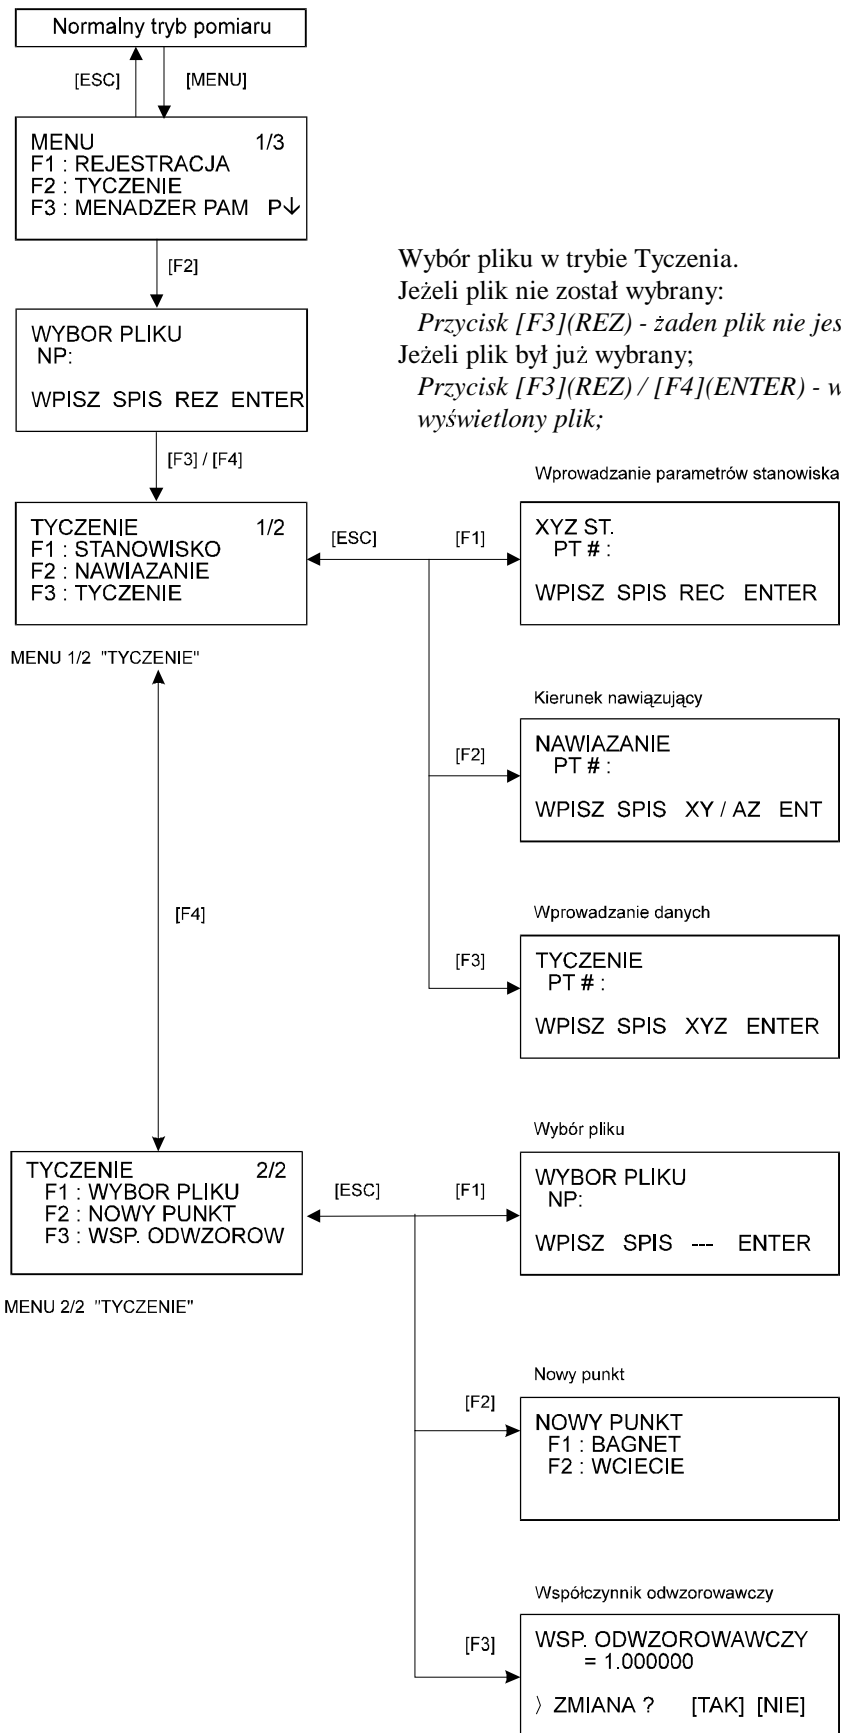 Normalny tryb pomiaru
[ESC] [MENU]
MENU 1/3
F1 : REJESTRACJA
F2 : TYCZENIE
F3 : MENADZER PAM P↓
[F2]
Wybór pliku w trybie Tyczenia.
Jeżeli plik nie został wybrany:
Przycisk [F3](REZ) - żaden plik nie jes
Jeżeli plik był już wybrany;
Przycisk [F3](REZ) / [F4](ENTER) - w
wyświetlony plik;
WYBOR PLIKU
NP:
WPISZ SPIS REZ ENTER
[F3] / [F4]
Wprowadzanie parametrów stanowiska
TYCZENIE 1/2
F1 : STANOWISKO
F2 : NAWIAZANIE
F3 : TYCZENIE
[ESC] [F1]
XYZ ST.
PT # :
WPISZ SPIS REC ENTER
MENU 1/2 "TYCZENIE"
Kierunek nawiązujący
[F2]
NAWIAZANIE
PT # :
WPISZ SPIS XY / AZ ENT
[F4]
Wprowadzanie danych
[F3]
TYCZENIE
PT # :
WPISZ SPIS XYZ ENTER
Wybór pliku
TYCZENIE 2/2
F1 : WYBOR PLIKU
F2 : NOWY PUNKT
F3 : WSP. ODWZOROW
[ESC] [F1]
WYBOR PLIKU
NP:
WPISZ SPIS --- ENTER
MENU 2/2 "TYCZENIE"
Nowy punkt
[F2]
NOWY PUNKT
F1 : BAGNET
F2 : WCIECIE
Współczynnik odwzorowawczy
[F3]
WSP. ODWZOROWAWCZY
= 1.000000
〉ZMIANA ? [TAK] [NIE]